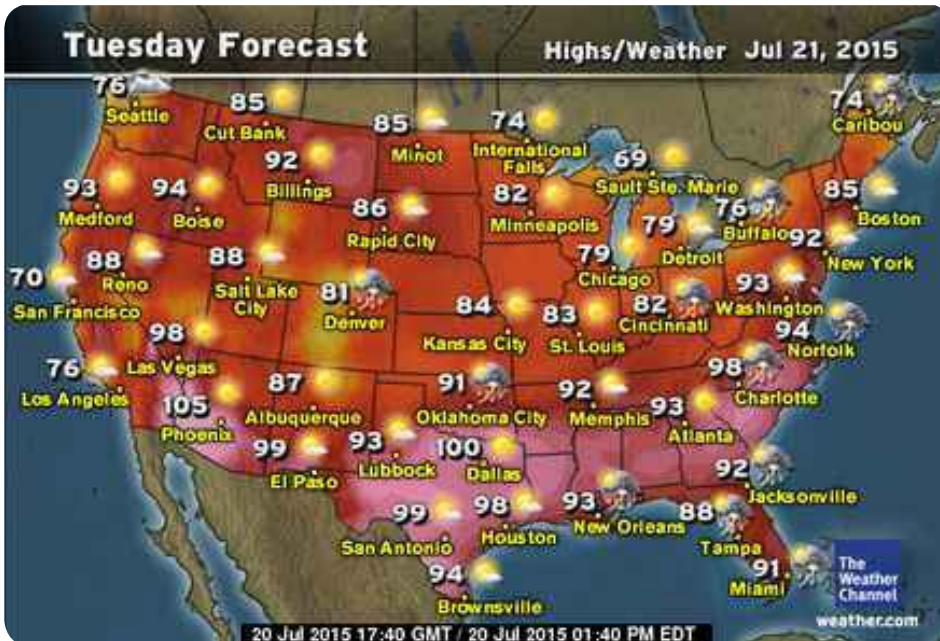 Tuesday Forecast
Highs/Weather Jul 21, 2015
76
Seattle
85
Cut Bank
85
Minot
74
International
Falls
74
Caribou
92
Billings
69
Sault Ste. Marie
93
Medford
94
Boise
86
Rapid City
82
Minneapolis
79
Detroit
76
Buffalo
85
Boston
92
New York
70
San Francisco
88
Reno
88
Salt Lake
City
81
Denver
79
Chicago
84
Kansas City
83
St. Louis
82
Cincinnati
93
Washington
94
Norfolk
76
Los Angeles
98
Las Vegas
105
Phoenix
87
Albuquerque
91
Oklahoma City
92
Memphis
93
Atlanta
98
Charlotte
99
El Paso
93
Lubbock
100
Dallas
92
Jacksonville
99
San Antonio
98
Houston
93
New Orleans
88
Tampa
94
Brownsville
91
Miami
The
Weather
Channel
weather.com
20 Jul 2015 17:40 GMT / 20 Jul 2015 01:40 PM EDT